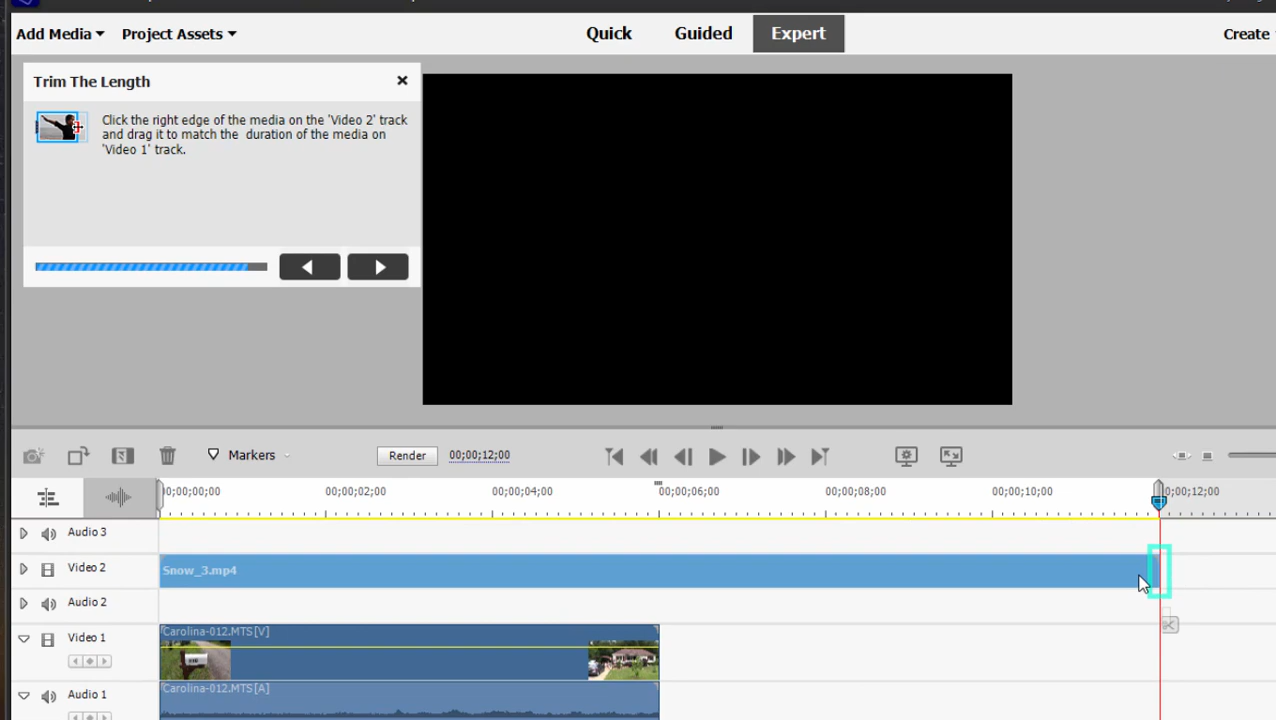 Add Media
Project Assets
Quick
Guided
Expert
Create
Trim The Length
Click the right edge of the media on the 'Video 2' track
and drag it to match the duration of the media on
'Video 1' track.
Markers
Render
00;00;12;00
00;00;00;00
00;00;02;00
00;00;04;00
00;00;06;00
00;00;08;00
00;00;10;00
00;00;12;00
Audio 3
Video 2
Snow_3.mp4
Audio 2
Video 1
Carolina-012.MTS[V]
Audio 1
Carolina-012.MTS[A]